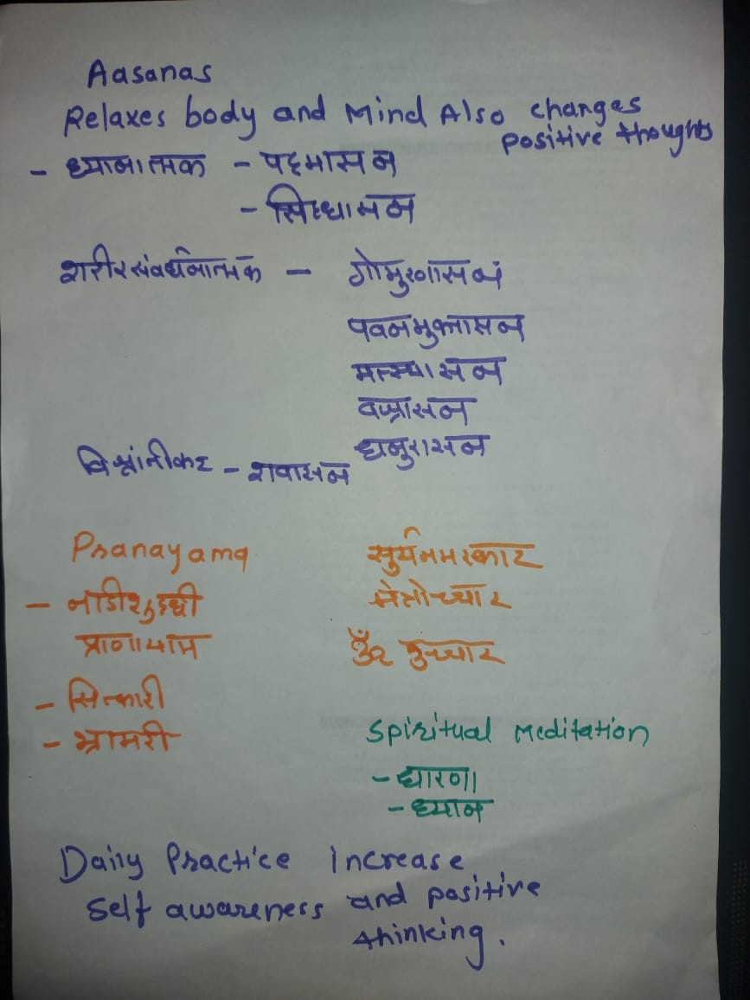 Aasanas
Relaxes body and Mind Also changes
positive thoughts
- ध्यानात्मक - पद्मासन
- सिध्धासन
शरीरसंवर्धनात्मक - गोमुखासनं
पवनमुक्तासन
मत्स्यासन
वज्रासन
धनुरासन
विश्रांतीकर - शवासन
Pranayama
- नाडीशुद्धी
प्राणायाम
- सित्कारी
- भ्रामरी
सुर्यनमस्कार
मंत्रोच्चार
Spiritual Meditation
- धारणा
- ध्यान
Daily Practice Increase
Self awareness and positive
thinking.